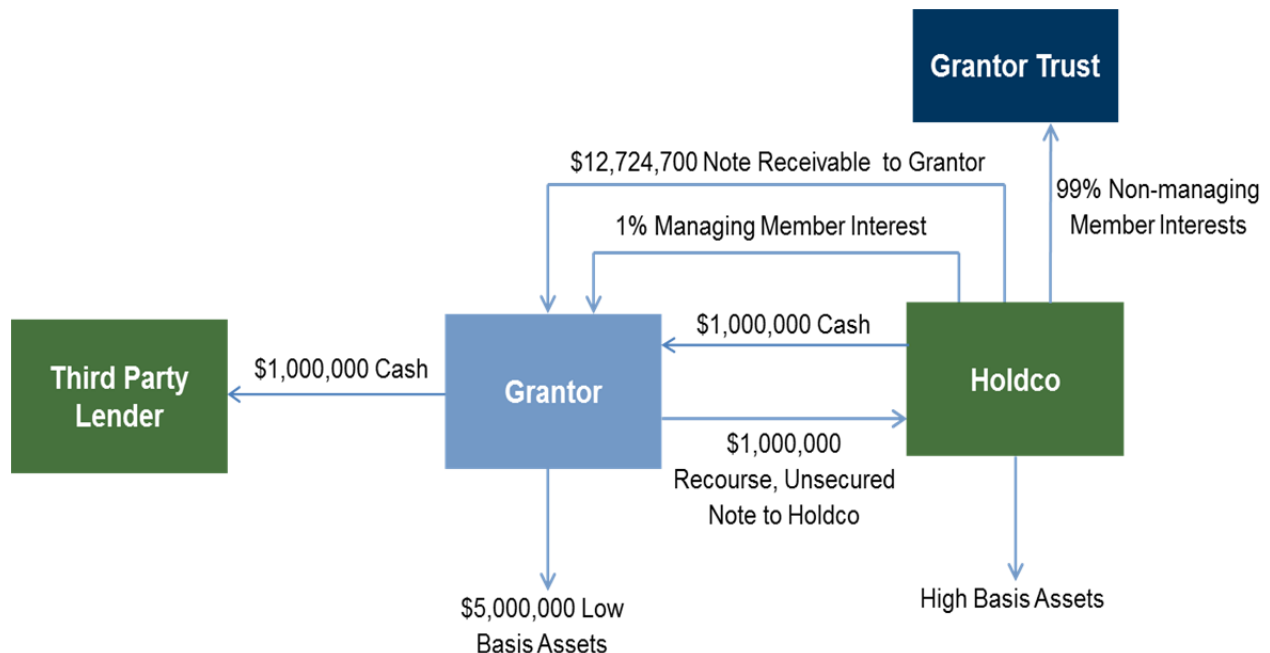 Grantor Trust
$12,724,700 Note Receivable to Grantor
99% Non-managing
Member Interests
1% Managing Member Interest
$1,000,000 Cash
Third Party
Lender
$1,000,000 Cash
Grantor
Holdco
$1,000,000
Recourse, Unsecured
Note to Holdco
$5,000,000 Low
Basis Assets
High Basis Assets